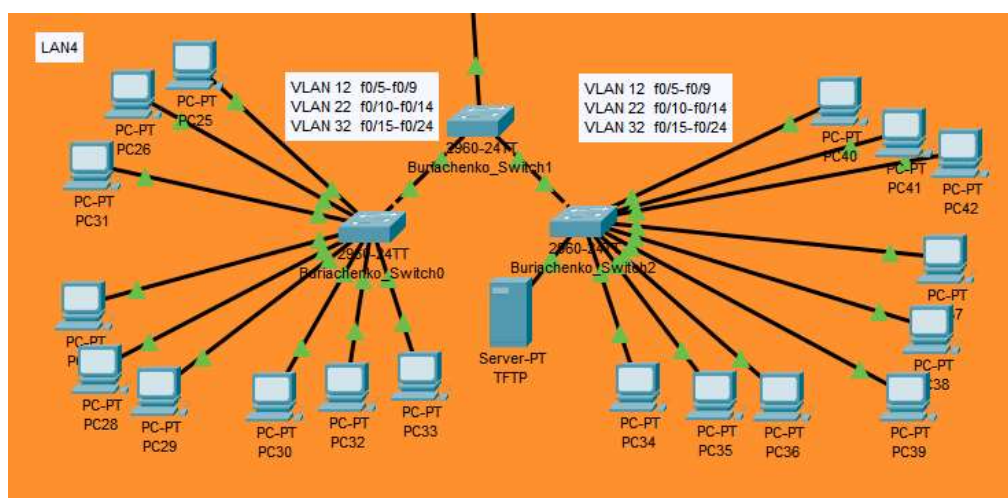 LAN4
PC-PT
PC25
PC-PT
PC26
PC-PT
PC31
PC-PT
PC-PT
PC28
PC-PT
PC29
PC-PT
PC30
PC-PT
PC32
PC-PT
PC33
VLAN 12 f0/5-f0/9
VLAN 22 f0/10-f0/14
VLAN 32 f0/15-f0/24
2960-24TT
Buriachenko_Switch1
2960-24TT
Buriachenko_Switch0
VLAN 12 f0/5-f0/9
VLAN 22 f0/10-f0/14
VLAN 32 f0/15-f0/24
2960-24TT
Buriachenko_Switch2
Server-PT
TFTP
PC-PT
PC40
PC-PT
PC41
PC-PT
PC42
PC-PT
PC-PT
PC38
PC-PT
PC34
PC-PT
PC35
PC-PT
PC36
PC-PT
PC39